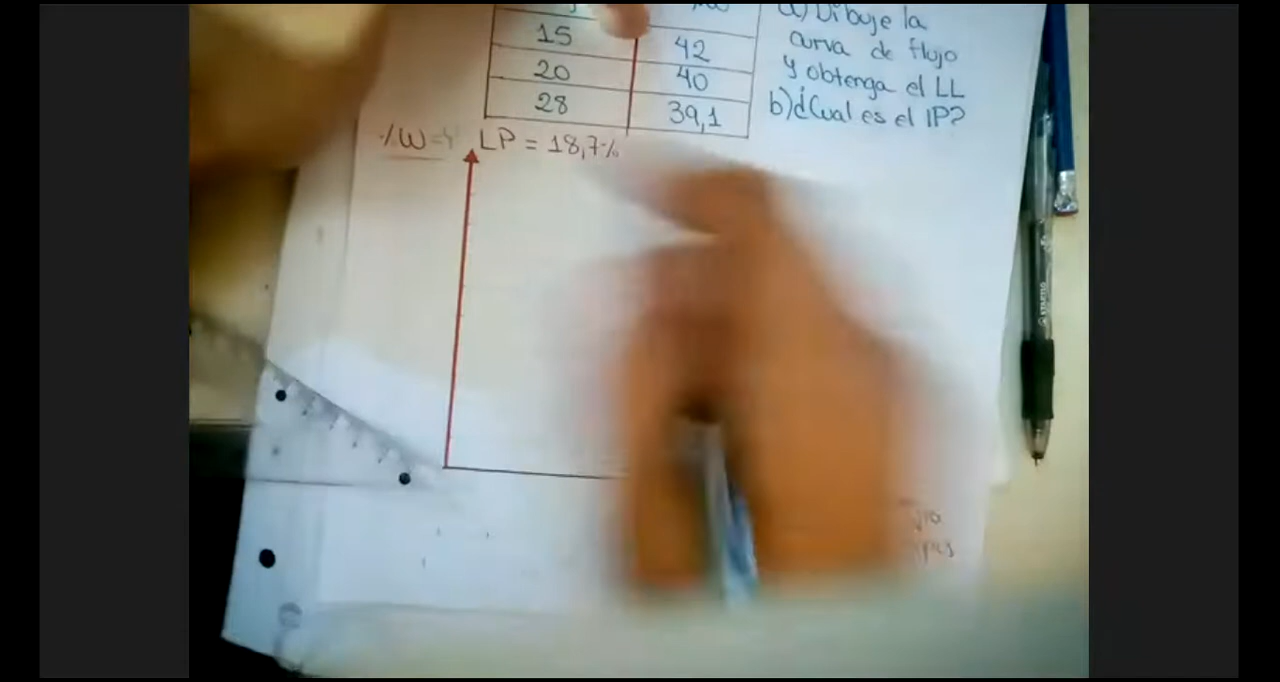 a) Dibuje la
15 42 curva de flujo
20 40 y obtenga el LL
28 39,1 b) ¿Cual es el IP?
% W LP = 18,7%